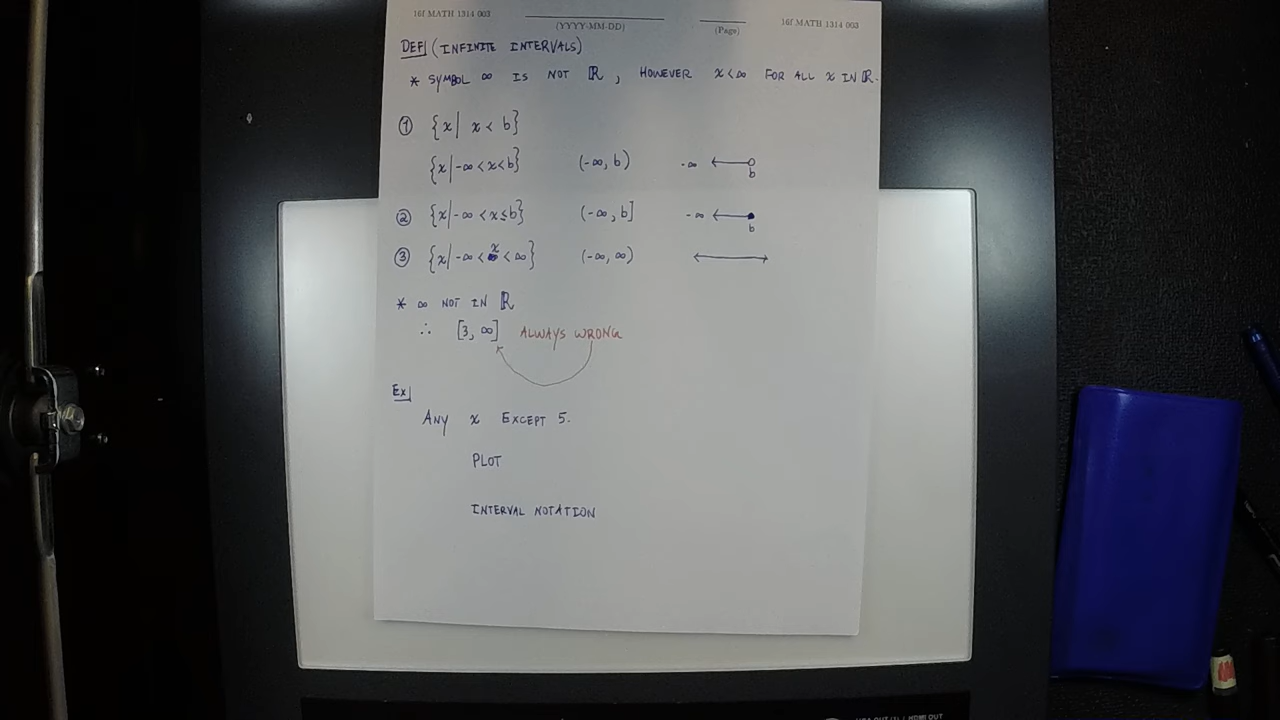 16f MATH 1314 003 (YYYY-MM-DD) (Page) 16f MATH 1314 003
DEF (INFINITE INTERVALS)
* SYMBOL ∞ IS NOT ℝ, HOWEVER x<∞ FOR ALL x IN ℝ.
① {x| x < b}
{x|-∞<x<b} (-∞, b) -∞ b
② {x|-∞<x≤b} (-∞, b] -∞ b
③ {x|-∞<x<∞} (-∞, ∞)
* ∞ NOT IN ℝ
∴ [3, ∞] ALWAYS WRONG
Ex
ANY x EXCEPT 5.
PLOT
INTERVAL NOTATION